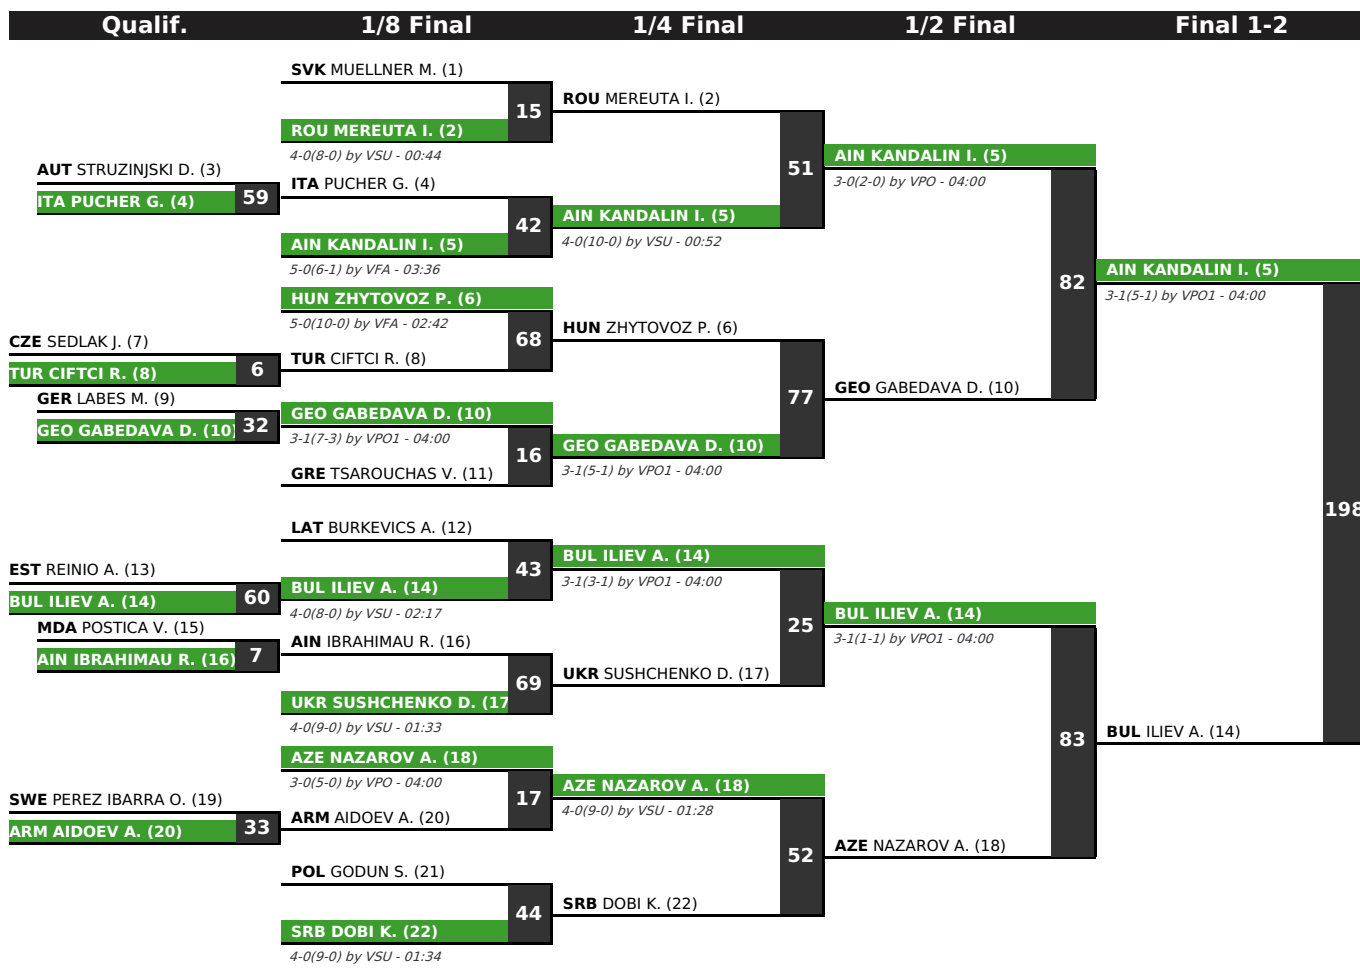 Qualif. 1/8 Final 1/4 Final 1/2 Final Final 1-2
SVK MUELLNER M. (1)
15
ROU MEREUTA I. (2)
4-0(8-0) by VSU - 00:44
AUT STRUZINJSKI D. (3)
59
ITA PUCHER G. (4)
ITA PUCHER G. (4)
42
AIN KANDALIN I. (5)
5-0(6-1) by VFA - 03:36
HUN ZHYTOVOZ P. (6)
5-0(10-0) by VFA - 02:42
68
TUR CIFTCI R. (8)
CZE SEDLAK J. (7)
6
TUR CIFTCI R. (8)
GER LABES M. (9)
32
GEO GABEDAVA D. (10)
GEO GABEDAVA D. (10)
3-1(7-3) by VPO1 - 04:00
16
GRE TSAROUCHAS V. (11)
LAT BURKEVICS A. (12)
43
BUL ILIEV A. (14)
4-0(8-0) by VSU - 02:17
EST REINIO A. (13)
60
BUL ILIEV A. (14)
MDA POSTICA V. (15)
7
AIN IBRAHIMAU R. (16)
AIN IBRAHIMAU R. (16)
69
UKR SUSHCHENKO D. (17
4-0(9-0) by VSU - 01:33
AZE NAZAROV A. (18)
3-0(5-0) by VPO - 04:00
17
ARM AIDOEV A. (20)
SWE PEREZ IBARRA O. (19)
33
ARM AIDOEV A. (20)
POL GODUN S. (21)
44
SRB DOBI K. (22)
4-0(9-0) by VSU - 01:34
ROU MEREUTA I. (2)
51
AIN KANDALIN I. (5)
4-0(10-0) by VSU - 00:52
HUN ZHYTOVOZ P. (6)
77
GEO GABEDAVA D. (10)
3-1(5-1) by VPO1 - 04:00
BUL ILIEV A. (14)
3-1(3-1) by VPO1 - 04:00
25
UKR SUSHCHENKO D. (17)
AZE NAZAROV A. (18)
4-0(9-0) by VSU - 01:28
52
SRB DOBI K. (22)
AIN KANDALIN I. (5)
3-0(2-0) by VPO - 04:00
82
GEO GABEDAVA D. (10)
BUL ILIEV A. (14)
3-1(1-1) by VPO1 - 04:00
83
AZE NAZAROV A. (18)
AIN KANDALIN I. (5)
3-1(5-1) by VPO1 - 04:00
198
BUL ILIEV A. (14)